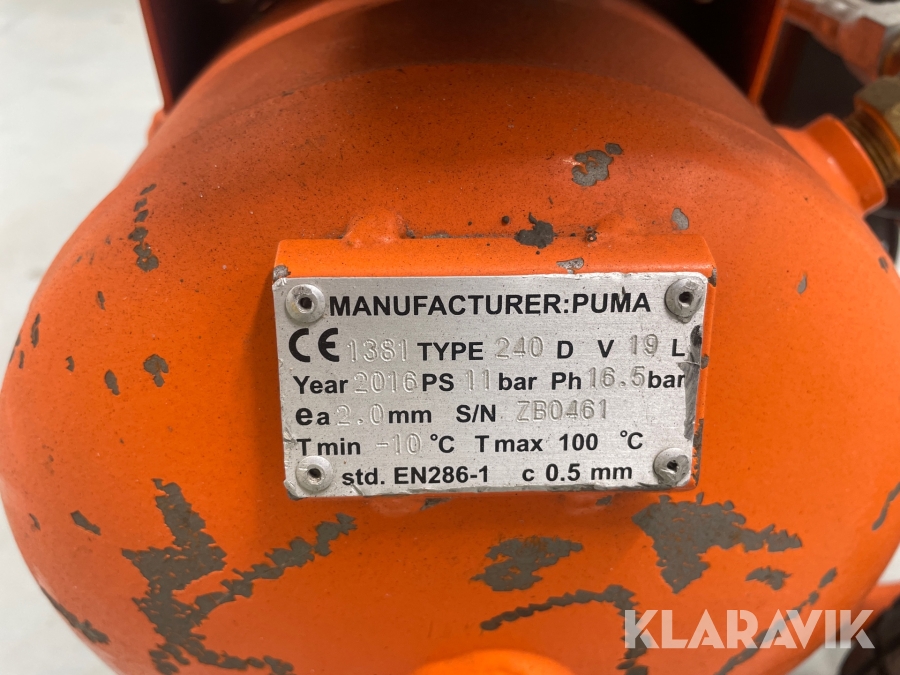 MANUFACTURER:PUMA
CE 1381 TYPE 240 D V 19 L
Year 2016 PS 11 bar Ph 16.5 bar
ea 2.0 mm S/N ZB0461
T min -10 °C T max 100 °C
std. EN286-1 c 0.5 mm
KLARAVIK